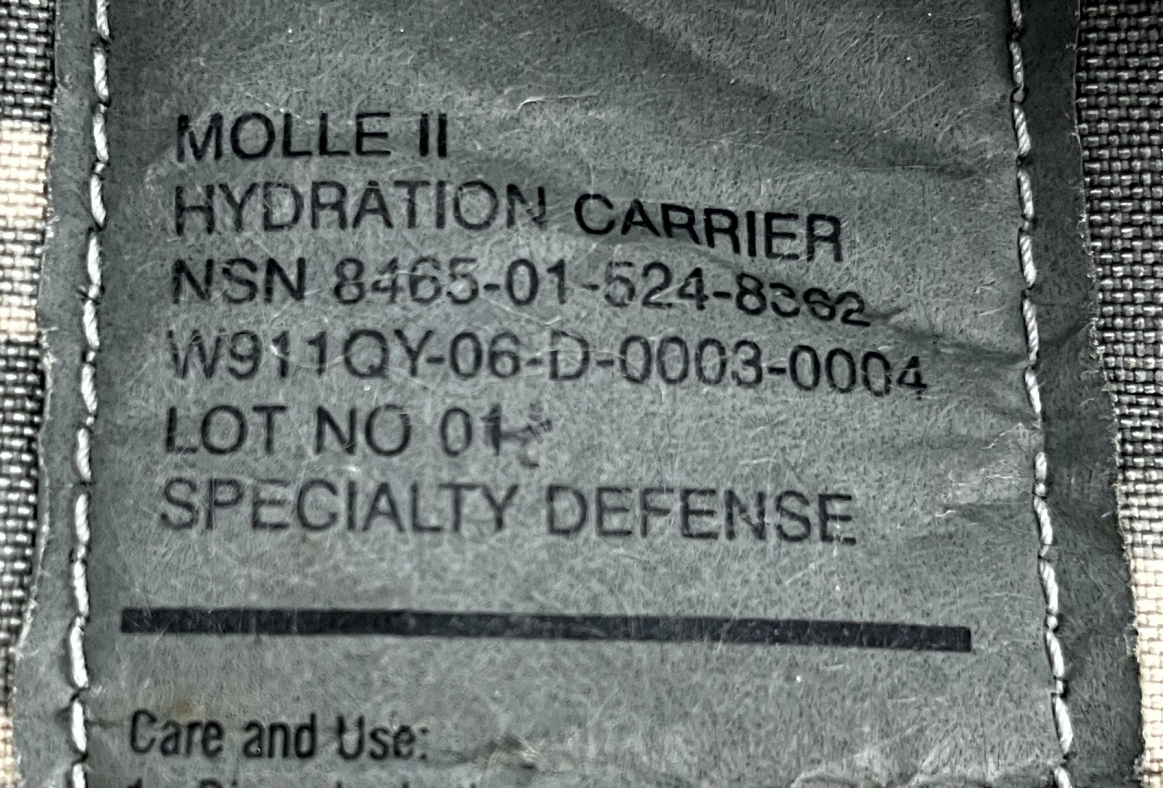 MOLLE II
HYDRATION CARRIER
NSN 8465-01-524-8362
W911QY-06-D-0003-0004
LOT NO 01
SPECIALTY DEFENSE
Care and Use: